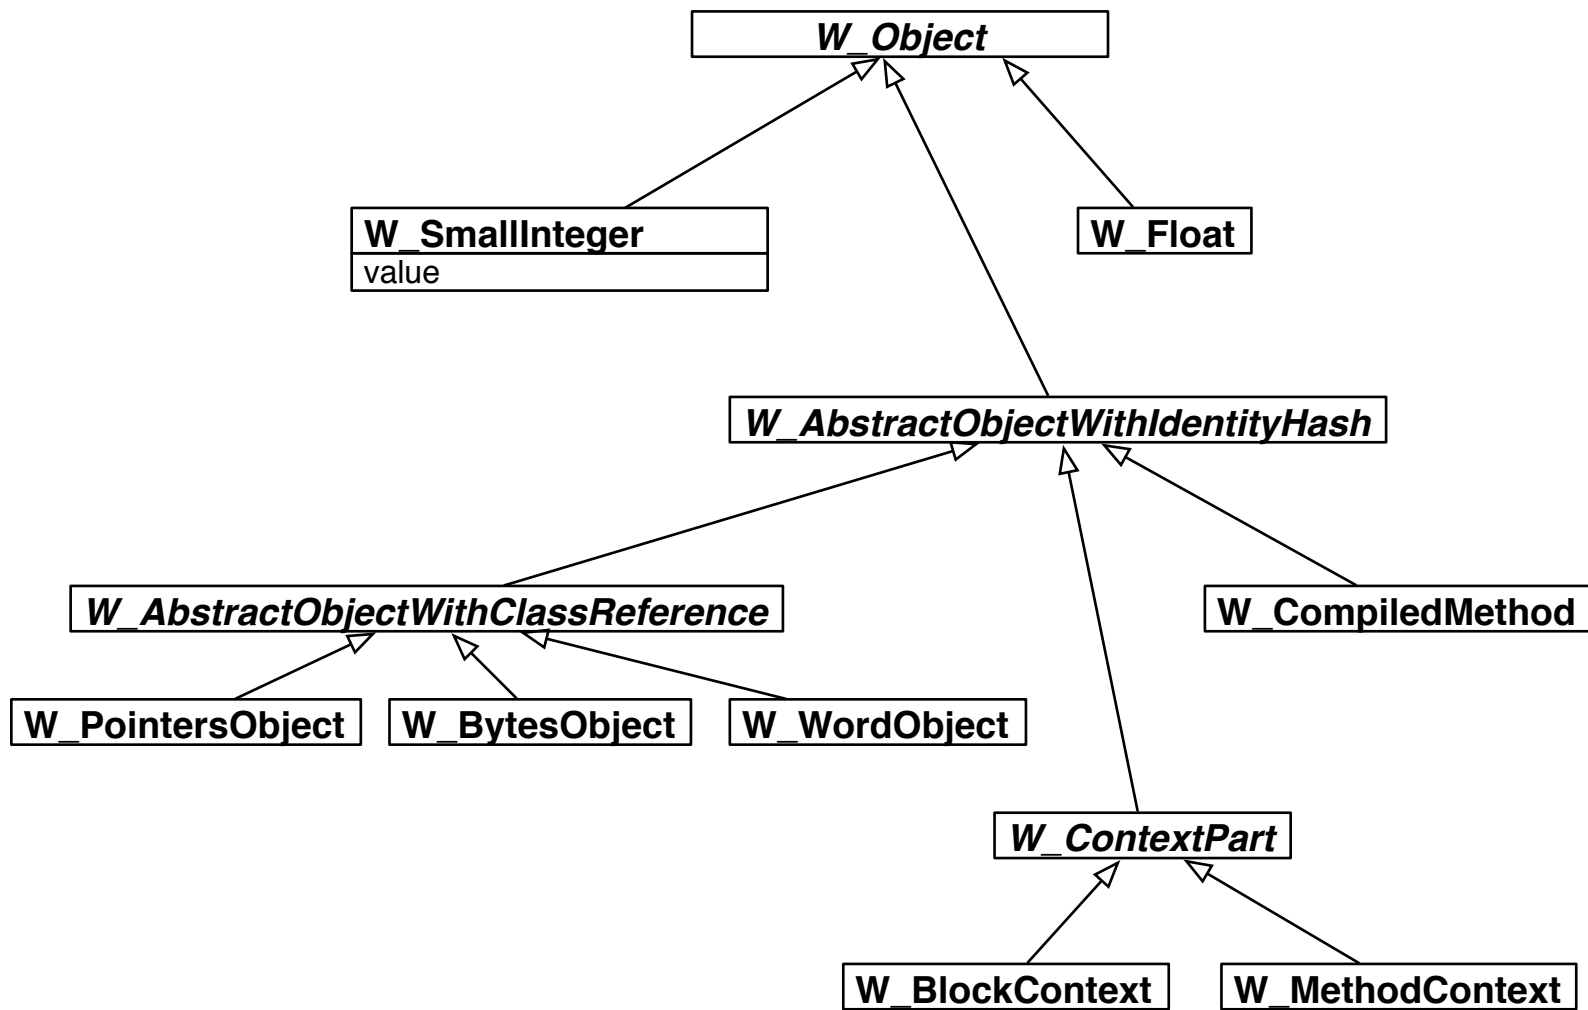 W_Object
W_SmallInteger
value
W_Float
W_AbstractObjectWithIdentityHash
W_AbstractObjectWithClassReference
W_CompiledMethod
W_PointersObject
W_BytesObject
W_WordObject
W_ContextPart
W_BlockContext
W_MethodContext